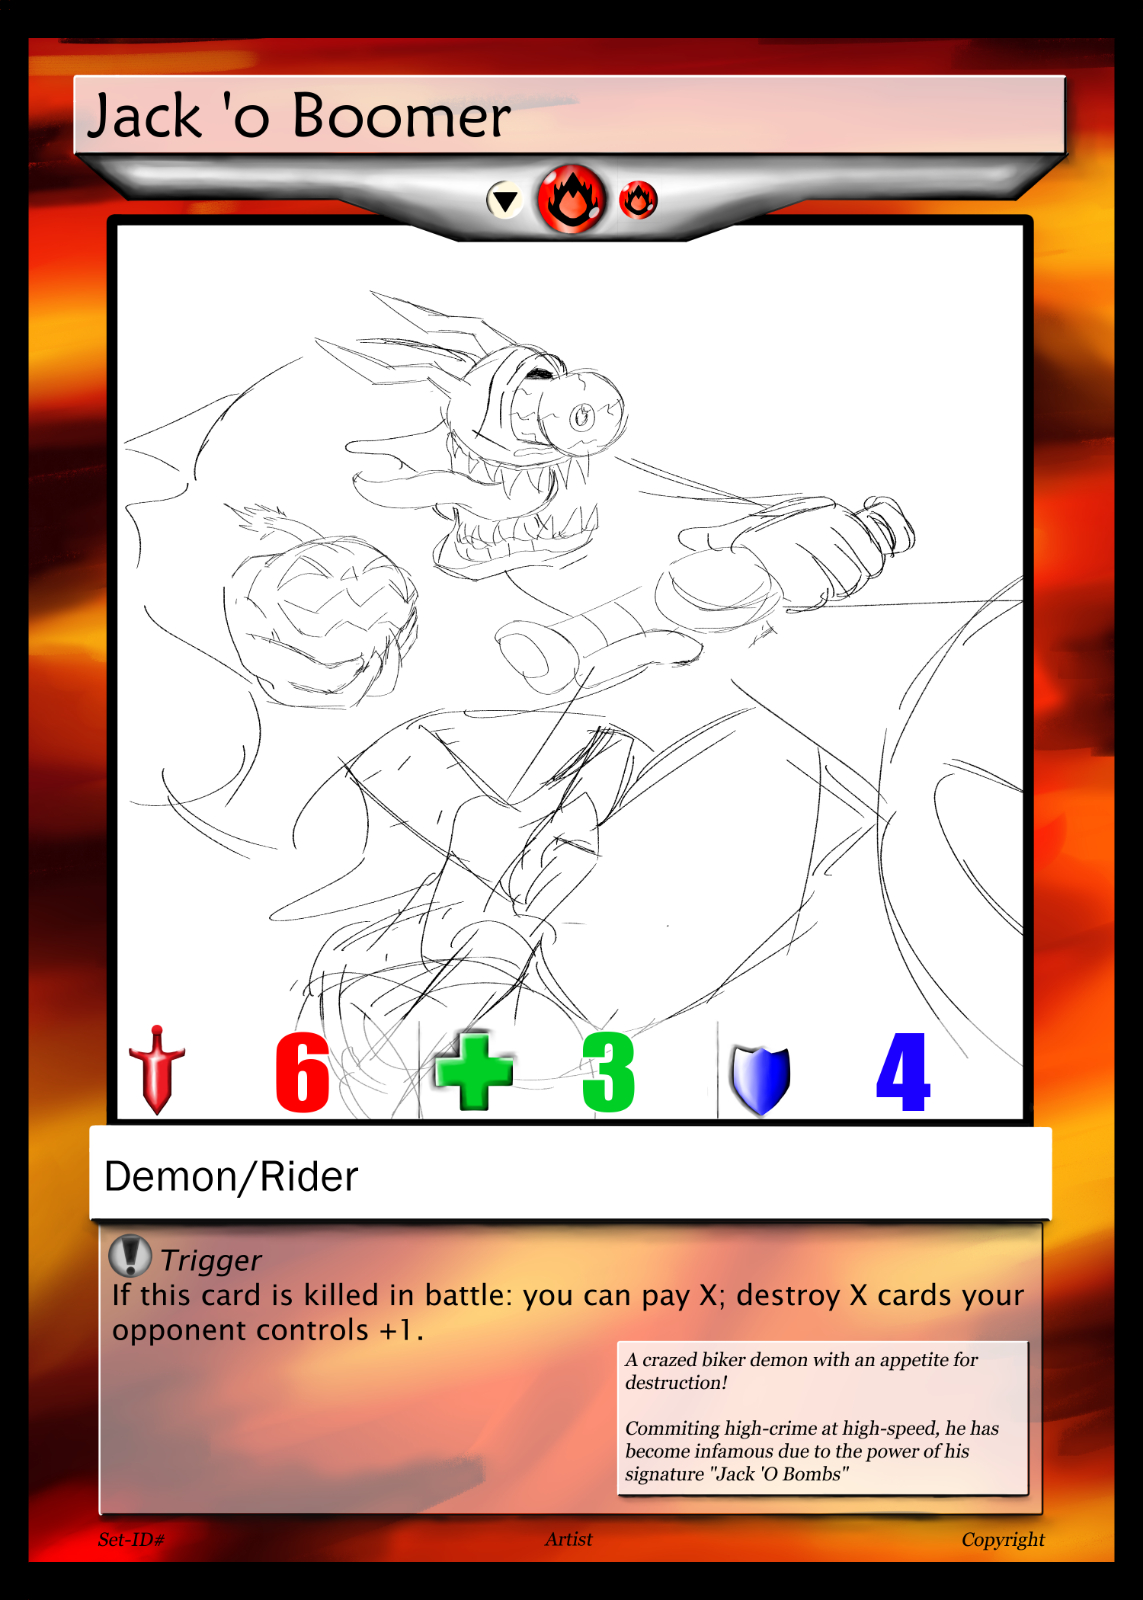 Jack 'o Boomer
6
3
4
Demon/Rider
Trigger
If this card is killed in battle: you can pay X; destroy X cards your
opponent controls +1.
A crazed biker demon with an appetite for
destruction!
Commiting high-crime at high-speed, he has
become infamous due to the power of his
signature "Jack 'O Bombs"
Set-ID#
Artist
Copyright